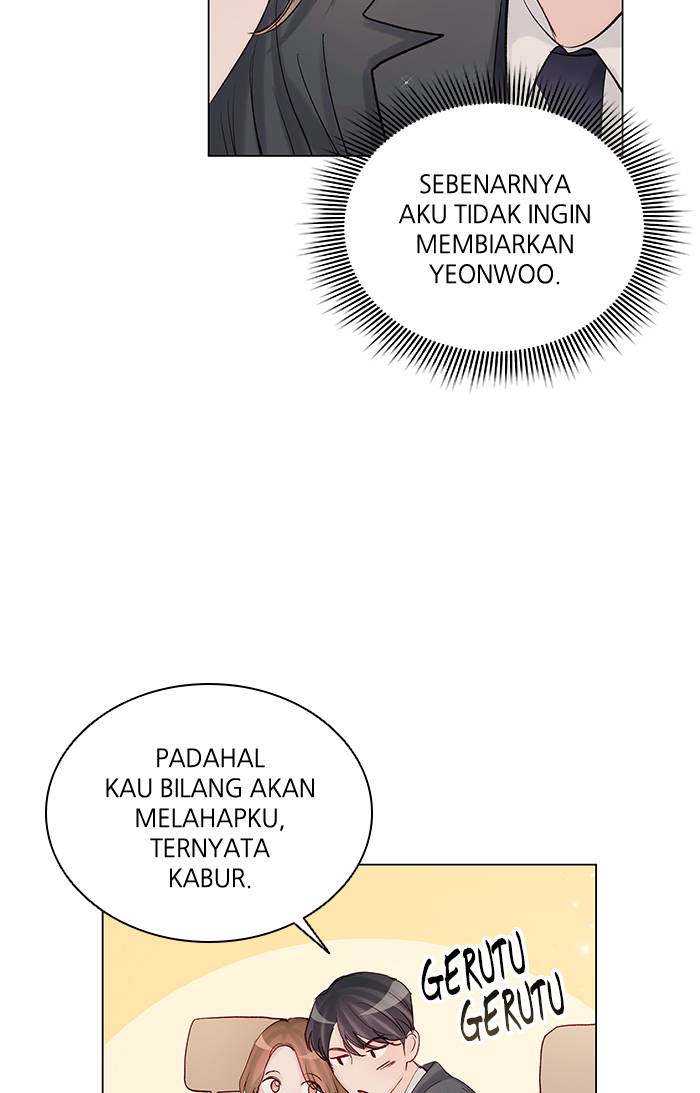 SEBENARNYA
AKU TIDAK INGIN
MEMBIARKAN
YEONWOO.
PADAHAL
KAU BILANG AKAN
MELAHAPKU,
TERNYATA
KABUR.
GERUTU
GERUTU